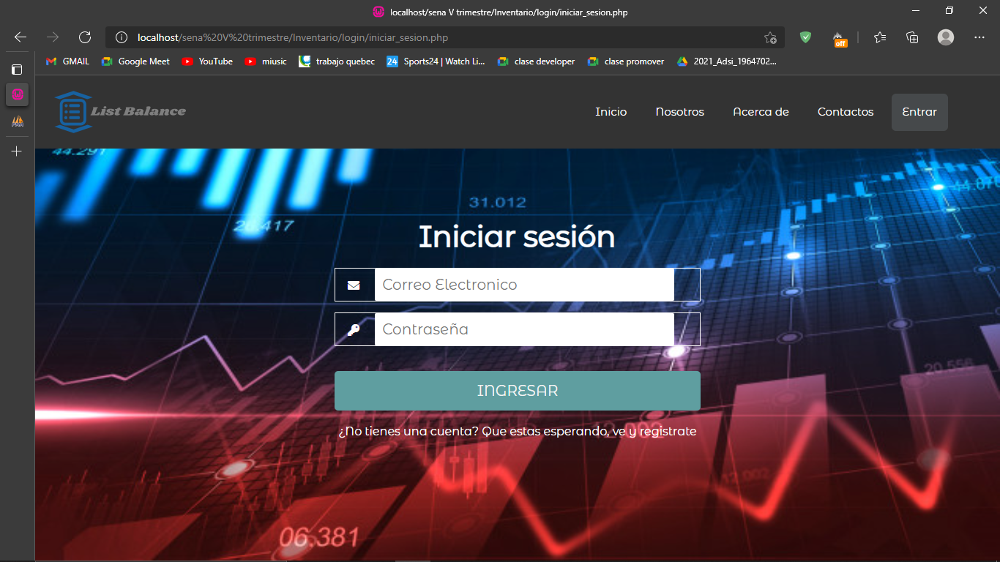 localhost/sena V trimestre/Inventario/login/iniciar_sesion.php
localhost/sena%20V%20trimestre/Inventario/login/iniciar_sesion.php
off
GMAIL Google Meet YouTube miusic trabajo quebec 24 Sports24 | Watch Li... clase developer clase promover 2021_Adsi_1964702...
List Balance Inicio Nosotros Acerca de Contactos Entrar
44.291
31.012
44.076
Iniciar sesión
Correo Electronico
Contraseña
20.556
INGRESAR
¿No tienes una cuenta? Que estas esperando, ve y registrate
12.002
12.002
06.381